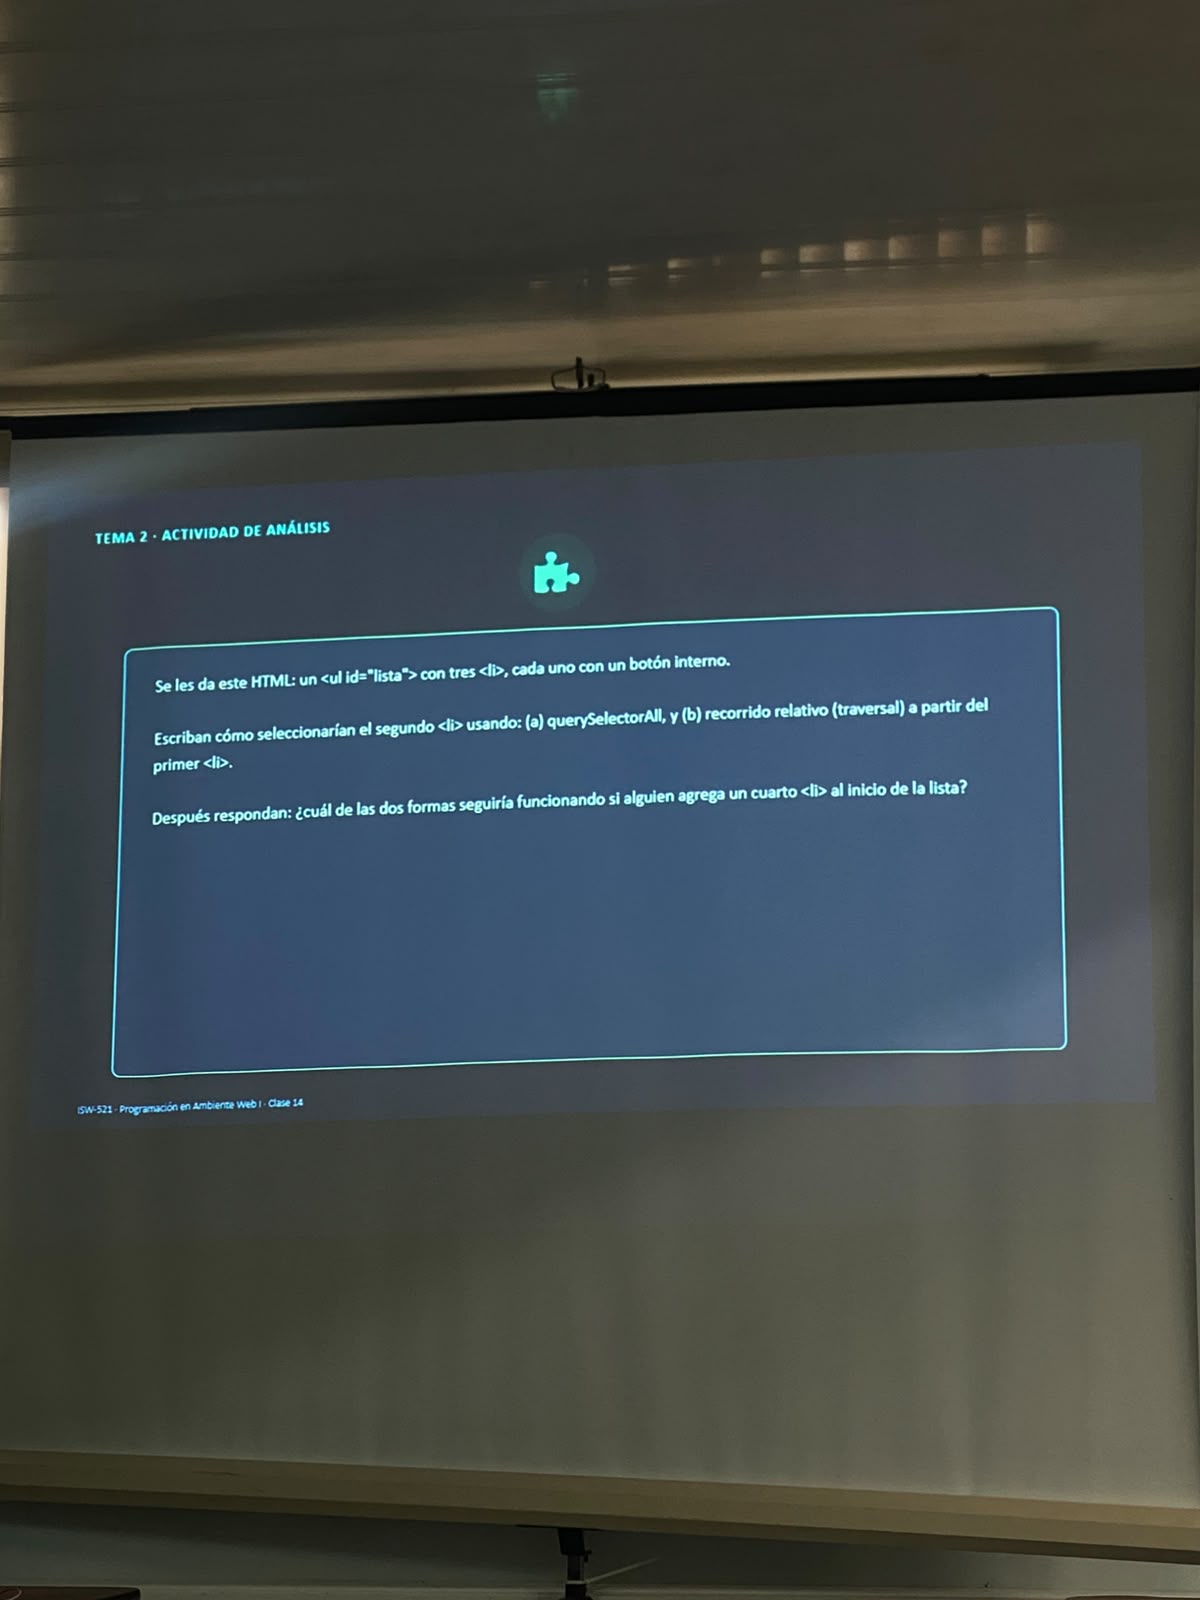 TEMA 2 · ACTIVIDAD DE ANÁLISIS
Se les da este HTML: un <ul id="lista"> con tres <li>, cada uno con un botón interno.
Escriban cómo seleccionarían el segundo <li> usando: (a) querySelectorAll, y (b) recorrido relativo (traversal) a partir del
primer <li>.
Después respondan: ¿cuál de las dos formas seguiría funcionando si alguien agrega un cuarto <li> al inicio de la lista?
ISW-521 · Programación en Ambiente Web I · Clase 14